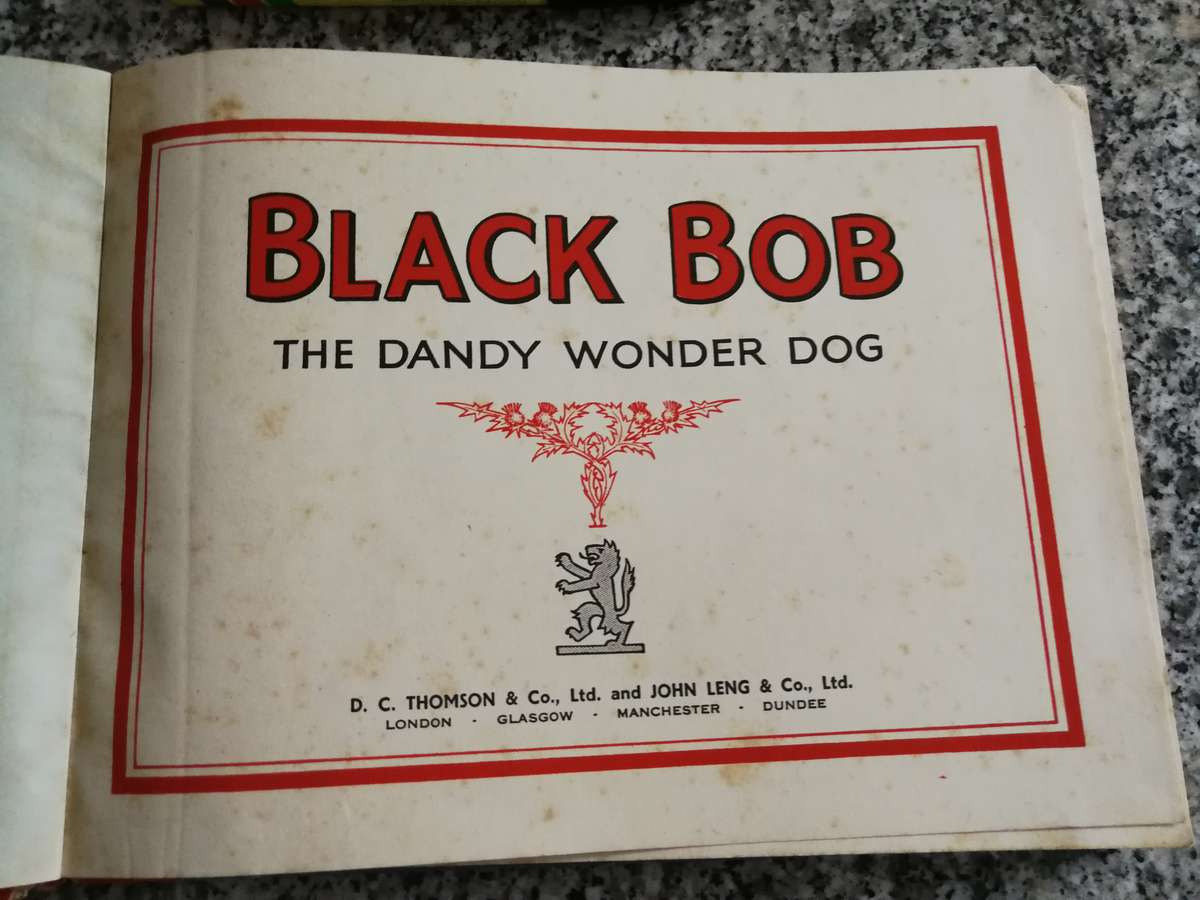 BLACK BOB
THE DANDY WONDER DOG
D. C. THOMSON & Co., Ltd. and JOHN LENG & Co., Ltd.
LONDON · GLASGOW · MANCHESTER · DUNDEE